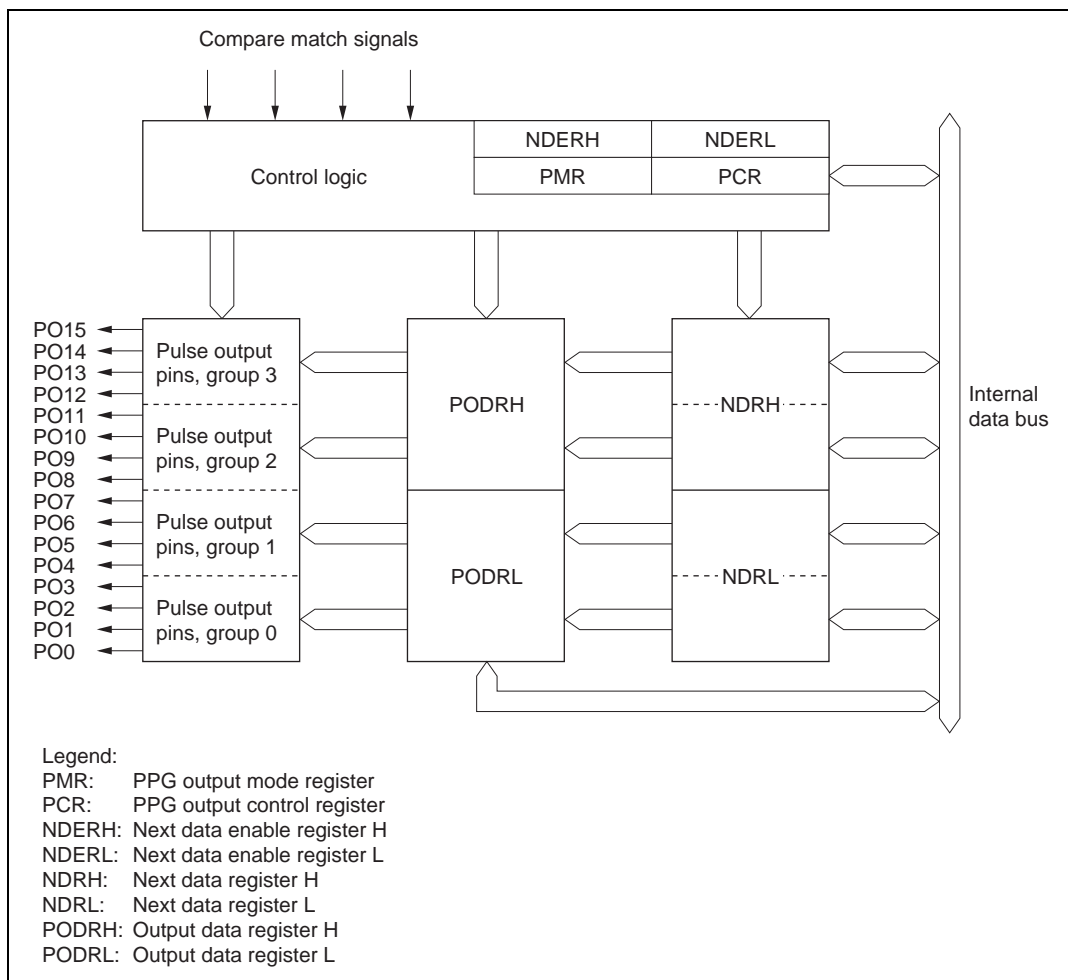 Compare match signals
NDERH NDERL
Control logic PMR PCR
PO15
PO14
PO13
PO12
PO11
PO10
PO9
PO8
PO7
PO6
PO5
PO4
PO3
PO2
PO1
PO0
Pulse output
pins, group 3
Pulse output
pins, group 2
Pulse output
pins, group 1
Pulse output
pins, group 0
PODRH
PODRL
NDRH
NDRL
Internal
data bus
Legend:
PMR: PPG output mode register
PCR: PPG output control register
NDERH: Next data enable register H
NDERL: Next data enable register L
NDRH: Next data register H
NDRL: Next data register L
PODRH: Output data register H
PODRL: Output data register L